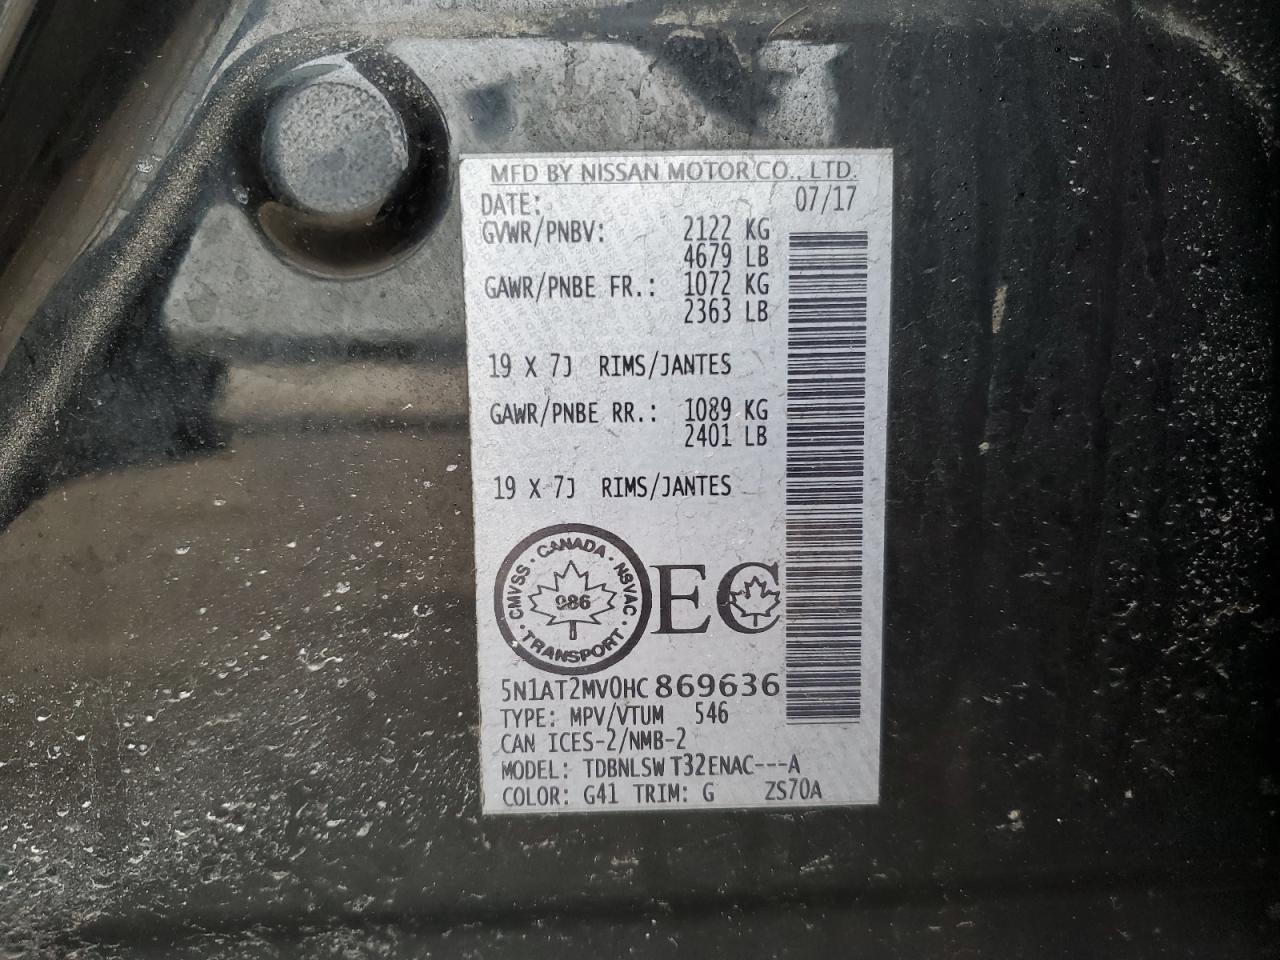 MFD BY NISSAN MOTOR CO., LTD.
DATE: 07/17
GVWR/PNBV: 2122 KG
4679 LB
GAWR/PNBE FR.: 1072 KG
2363 LB
19 X 7J RIMS/JANTES
GAWR/PNBE RR.: 1089 KG
2401 LB
19 X 7J RIMS/JANTES
CMVSS · CANADA · NSVAC · TRANSPORT ·
986
EC
5N1AT2MV0HC869636
TYPE: MPV/VTUM 546
CAN ICES-2/NMB-2
MODEL: TDBNLSW T32ENAC---A
COLOR: G41 TRIM: G ZS70A